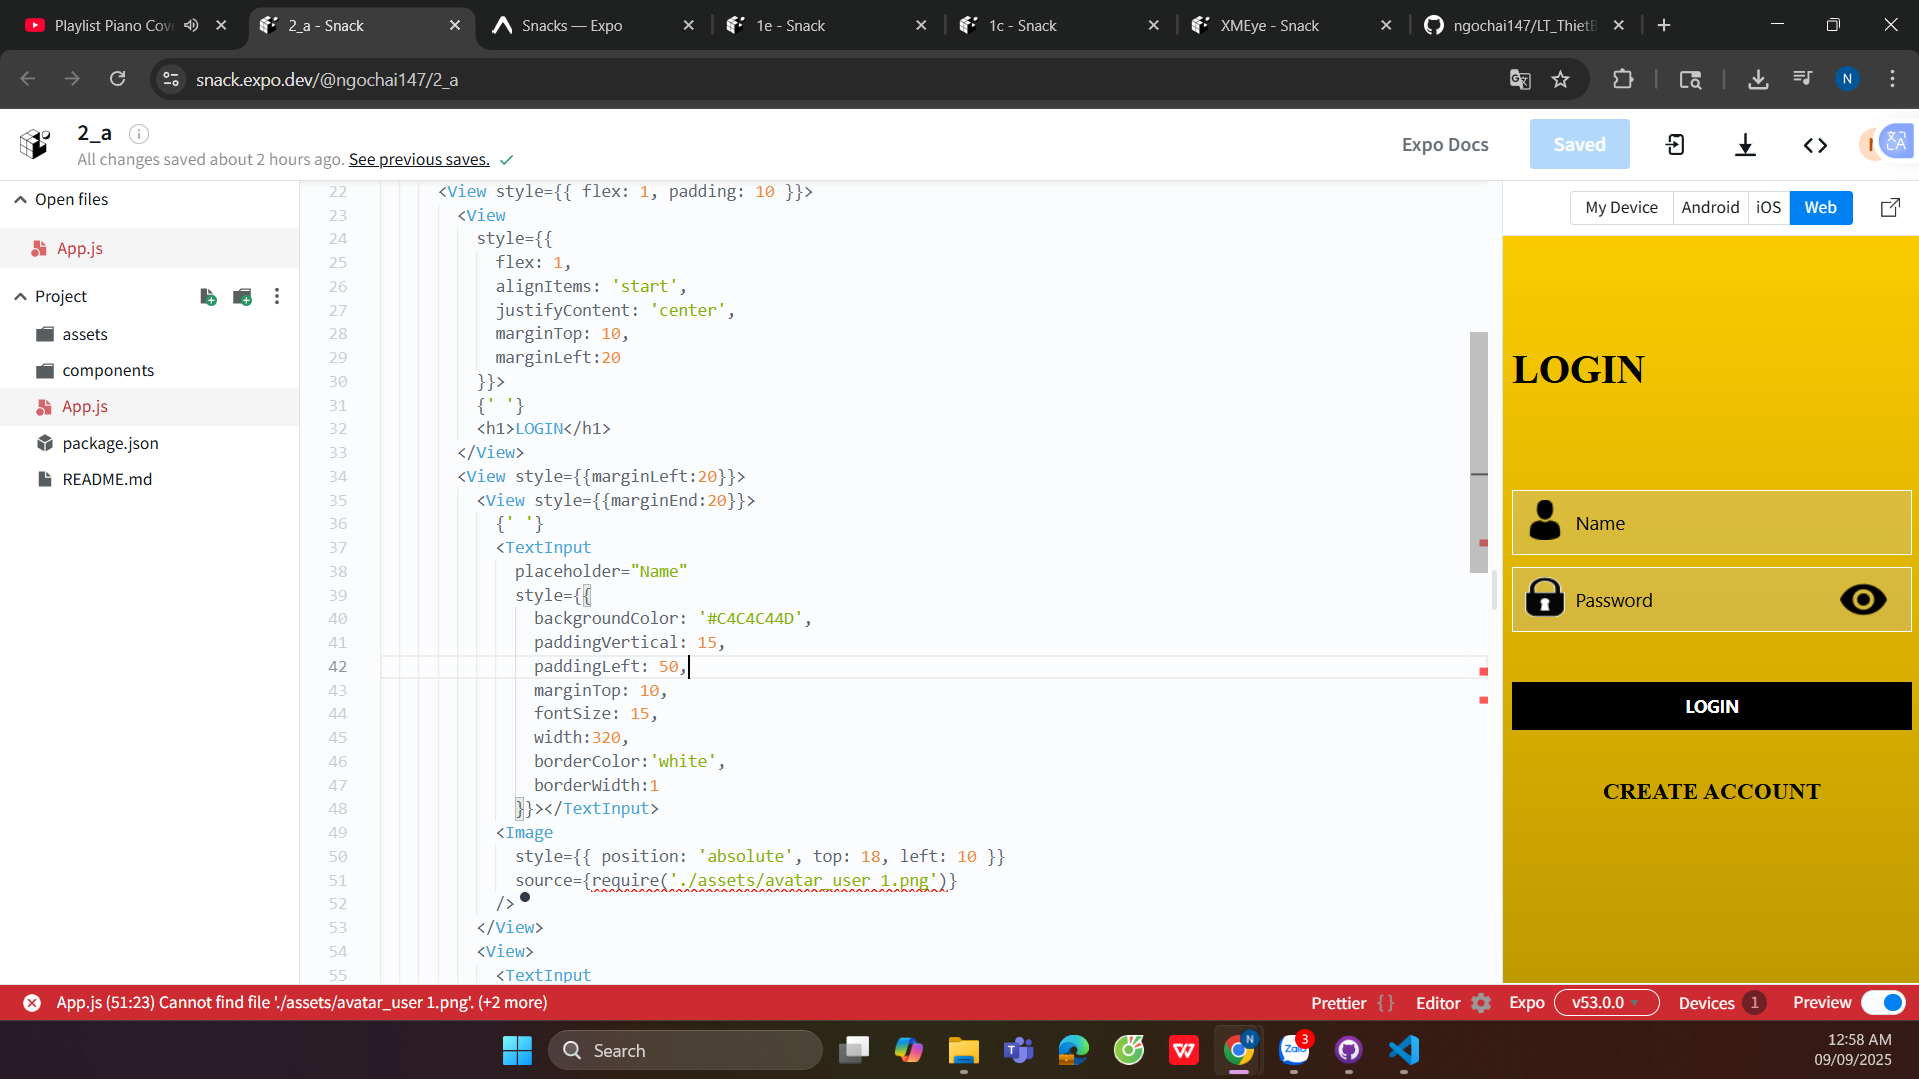 Playlist Piano Cov
2_a - Snack
Snacks — Expo
1e - Snack
1c - Snack
XMEye - Snack
ngochai147/LT_ThietB
snack.expo.dev/@ngochai147/2_a
N
2_a
All changes saved about 2 hours ago. See previous saves.
Expo Docs
Saved
Open files
App.js
Project
assets
components
App.js
package.json
README.md
22 <View style={{ flex: 1, padding: 10 }}>
23 <View
24 style={{
25 flex: 1,
26 alignItems: 'start',
27 justifyContent: 'center',
28 marginTop: 10,
29 marginLeft:20
30 }}>
31 {' '}
32 <h1>LOGIN</h1>
33 </View>
34 <View style={{marginLeft:20}}>
35 <View style={{marginEnd:20}}>
36 {' '}
37 <TextInput
38 placeholder="Name"
39 style={{
40 backgroundColor: '#C4C4C44D',
41 paddingVertical: 15,
42 paddingLeft: 50,
43 marginTop: 10,
44 fontSize: 15,
45 width:320,
46 borderColor:'white',
47 borderWidth:1
48 }}></TextInput>
49 <Image
50 style={{ position: 'absolute', top: 18, left: 10 }}
51 source={require('./assets/avatar_user 1.png')}
52 />
53 </View>
54 <View>
55 <TextInput
My Device
Android
iOS
Web
LOGIN
Name
Password
LOGIN
CREATE ACCOUNT
App.js (51:23) Cannot find file './assets/avatar_user 1.png'. (+2 more)
Prettier { }
Editor
Expo
v53.0.0
Devices 1
Preview
Search
N
Zalo
3
12:58 AM
09/09/2025